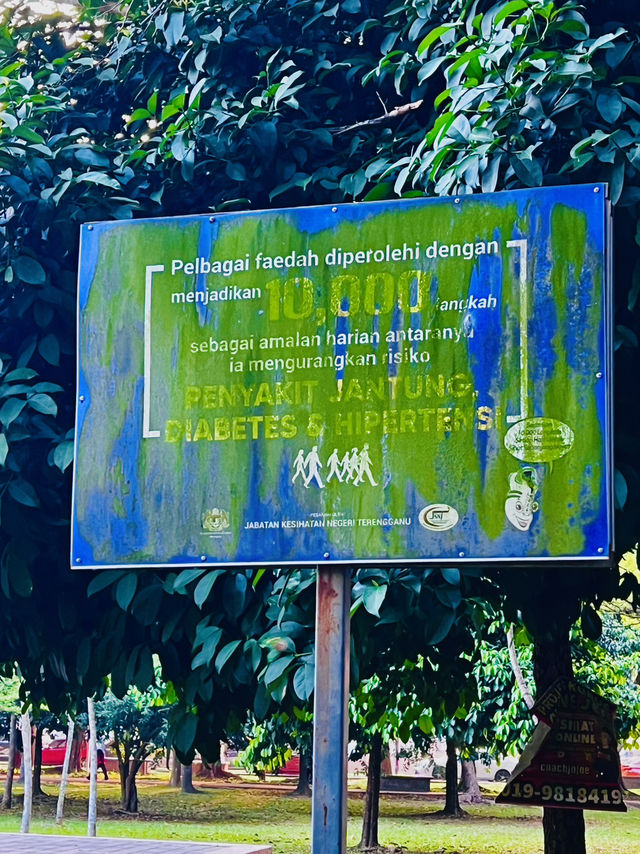 Pelbagai faedah diperolehi dengan
menjadikan 10,000 langkah
sebagai amalan harian antaranya
ia mengurangkan risiko
PENYAKIT JANTUNG,
DIABETES & HIPERTENSI
JABATAN KESIHATAN NEGERI TERENGGANU
ONLINE
coachjojoe
019-9818419